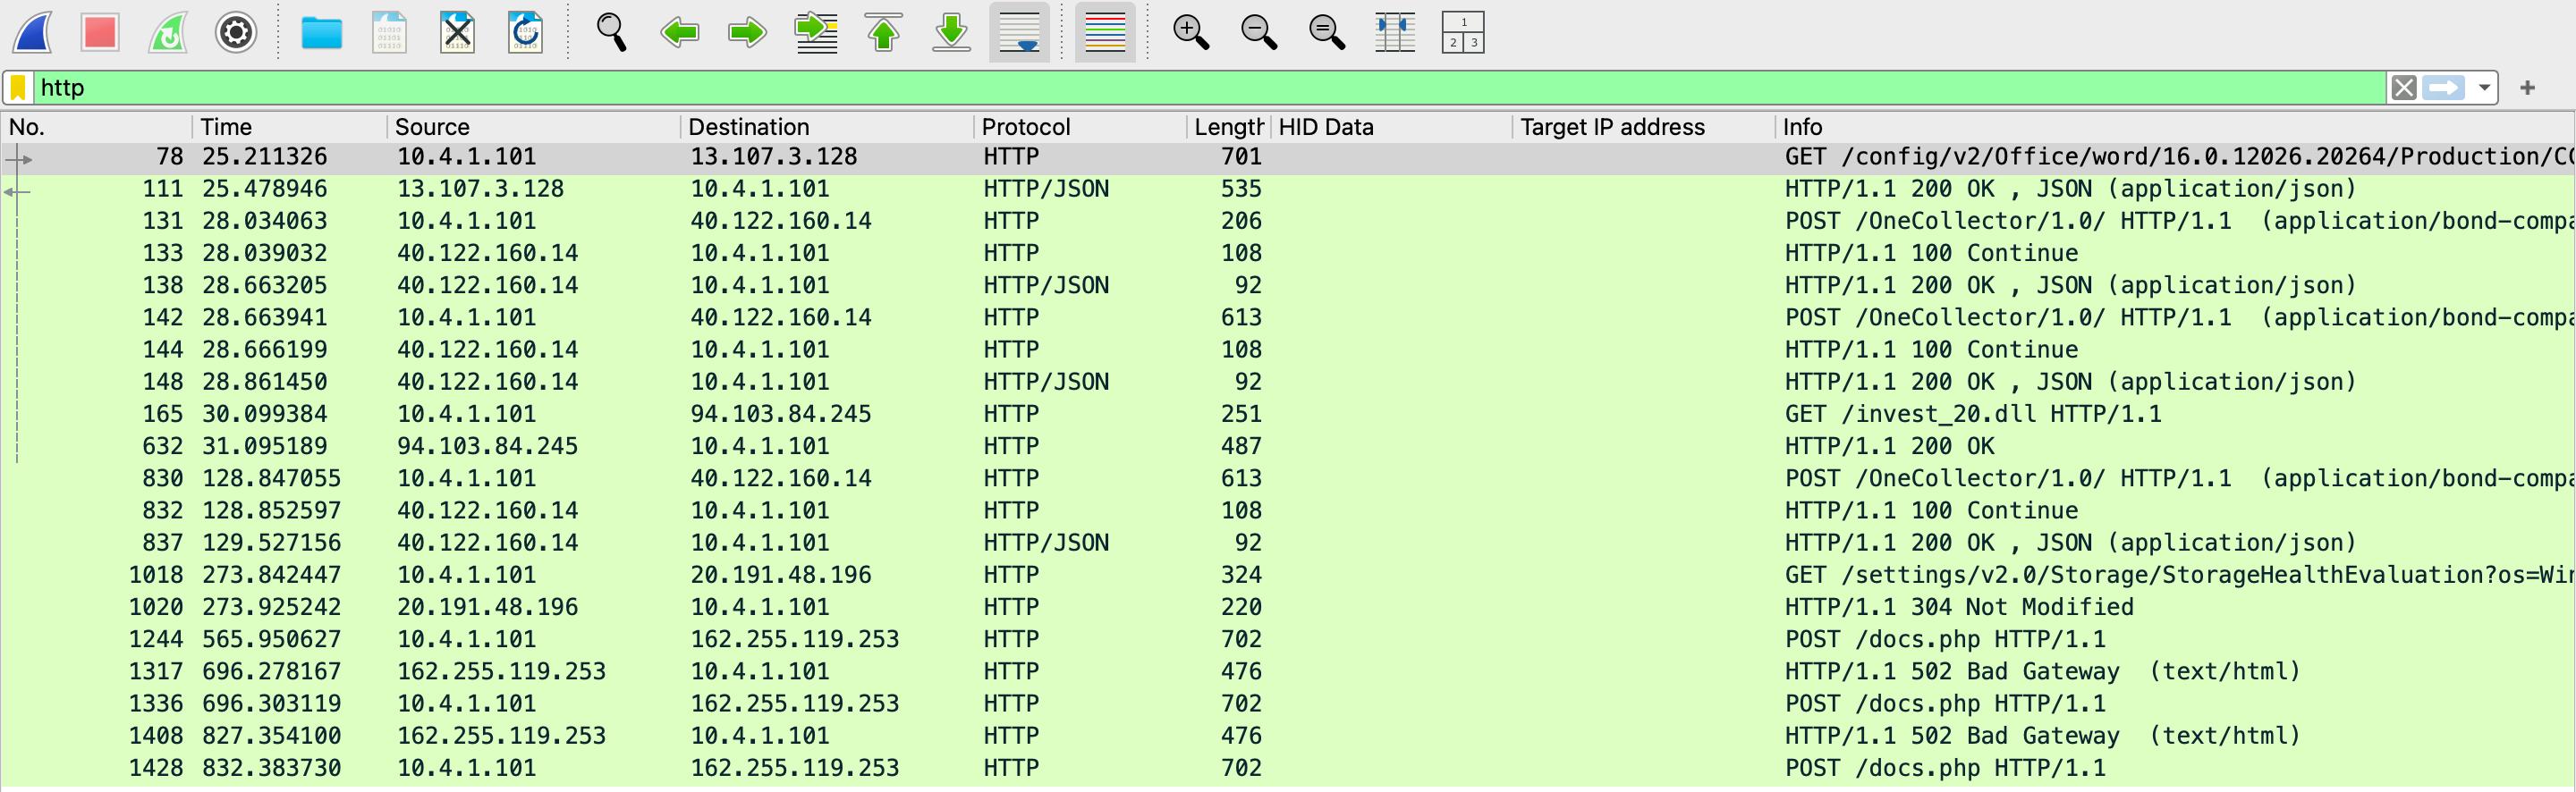 http
No. Time Source Destination Protocol Length HID Data Target IP address Info
78 25.211326 10.4.1.101 13.107.3.128 HTTP 701 GET /config/v2/Office/word/16.0.12026.20264/Production/C
111 25.478946 13.107.3.128 10.4.1.101 HTTP/JSON 535 HTTP/1.1 200 OK , JSON (application/json)
131 28.034063 10.4.1.101 40.122.160.14 HTTP 206 POST /OneCollector/1.0/ HTTP/1.1 (application/bond-compa
133 28.039032 40.122.160.14 10.4.1.101 HTTP 108 HTTP/1.1 100 Continue
138 28.663205 40.122.160.14 10.4.1.101 HTTP/JSON 92 HTTP/1.1 200 OK , JSON (application/json)
142 28.663941 10.4.1.101 40.122.160.14 HTTP 613 POST /OneCollector/1.0/ HTTP/1.1 (application/bond-compa
144 28.666199 40.122.160.14 10.4.1.101 HTTP 108 HTTP/1.1 100 Continue
148 28.861450 40.122.160.14 10.4.1.101 HTTP/JSON 92 HTTP/1.1 200 OK , JSON (application/json)
165 30.099384 10.4.1.101 94.103.84.245 HTTP 251 GET /invest_20.dll HTTP/1.1
632 31.095189 94.103.84.245 10.4.1.101 HTTP 487 HTTP/1.1 200 OK
830 128.847055 10.4.1.101 40.122.160.14 HTTP 613 POST /OneCollector/1.0/ HTTP/1.1 (application/bond-compa
832 128.852597 40.122.160.14 10.4.1.101 HTTP 108 HTTP/1.1 100 Continue
837 129.527156 40.122.160.14 10.4.1.101 HTTP/JSON 92 HTTP/1.1 200 OK , JSON (application/json)
1018 273.842447 10.4.1.101 20.191.48.196 HTTP 324 GET /settings/v2.0/Storage/StorageHealthEvaluation?os=Win
1020 273.925242 20.191.48.196 10.4.1.101 HTTP 220 HTTP/1.1 304 Not Modified
1244 565.950627 10.4.1.101 162.255.119.253 HTTP 702 POST /docs.php HTTP/1.1
1317 696.278167 162.255.119.253 10.4.1.101 HTTP 476 HTTP/1.1 502 Bad Gateway (text/html)
1336 696.303119 10.4.1.101 162.255.119.253 HTTP 702 POST /docs.php HTTP/1.1
1408 827.354100 162.255.119.253 10.4.1.101 HTTP 476 HTTP/1.1 502 Bad Gateway (text/html)
1428 832.383730 10.4.1.101 162.255.119.253 HTTP 702 POST /docs.php HTTP/1.1